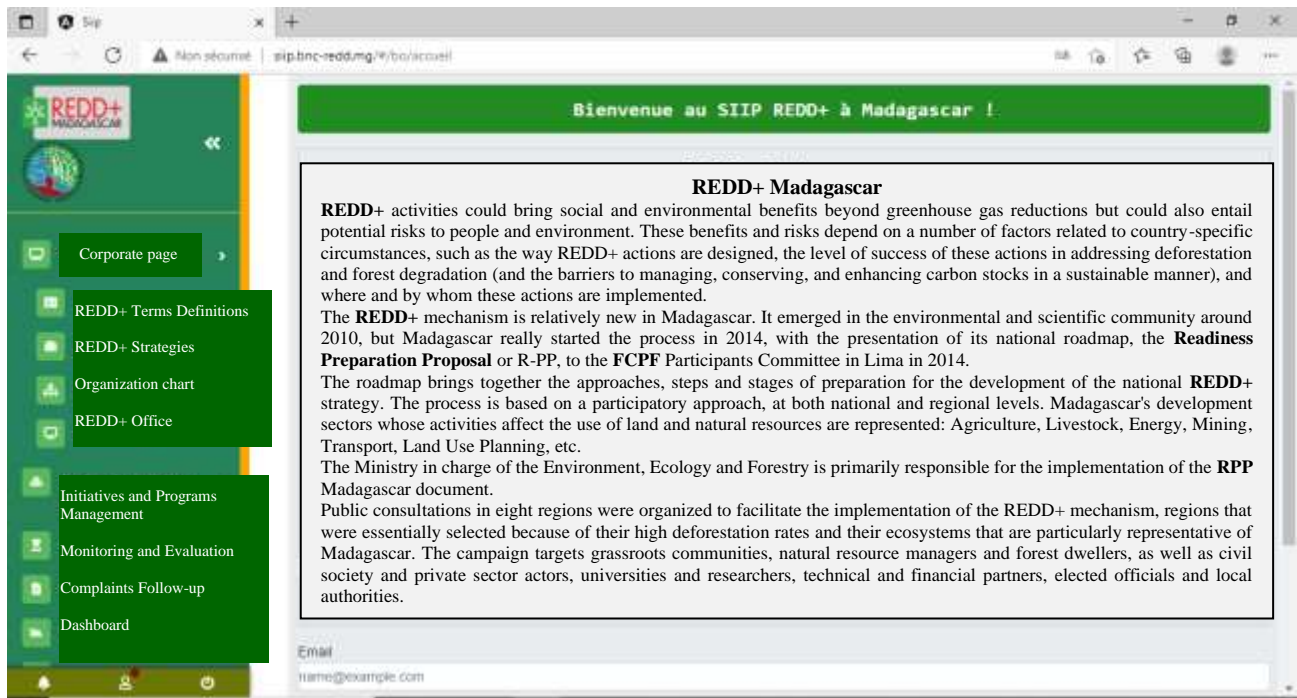 Siip
Non sécurisé
siip.bnc-redd.mg/#/bo/accueil
REDD+
MADAGASCAR
Bienvenue au SIIP REDD+ à Madagascar !
Corporate page
REDD+ Terms Definitions
REDD+ Strategies
Organization chart
REDD+ Office
Initiatives and Programs
Management
Monitoring and Evaluation
Complaints Follow-up
Dashboard
REDD+ Madagascar
REDD+ activities could bring social and environmental benefits beyond greenhouse gas reductions but could also entail
potential risks to people and environment. These benefits and risks depend on a number of factors related to country-specific
circumstances, such as the way REDD+ actions are designed, the level of success of these actions in addressing deforestation
and forest degradation (and the barriers to managing, conserving, and enhancing carbon stocks in a sustainable manner), and
where and by whom these actions are implemented.
The REDD+ mechanism is relatively new in Madagascar. It emerged in the environmental and scientific community around
2010, but Madagascar really started the process in 2014, with the presentation of its national roadmap, the Readiness
Preparation Proposal or R-PP, to the FCPF Participants Committee in Lima in 2014.
The roadmap brings together the approaches, steps and stages of preparation for the development of the national REDD+
strategy. The process is based on a participatory approach, at both national and regional levels. Madagascar's development
sectors whose activities affect the use of land and natural resources are represented: Agriculture, Livestock, Energy, Mining,
Transport, Land Use Planning, etc.
The Ministry in charge of the Environment, Ecology and Forestry is primarily responsible for the implementation of the RPP
Madagascar document.
Public consultations in eight regions were organized to facilitate the implementation of the REDD+ mechanism, regions that
were essentially selected because of their high deforestation rates and their ecosystems that are particularly representative of
Madagascar. The campaign targets grassroots communities, natural resource managers and forest dwellers, as well as civil
society and private sector actors, universities and researchers, technical and financial partners, elected officials and local
authorities.
Email
name@example.com